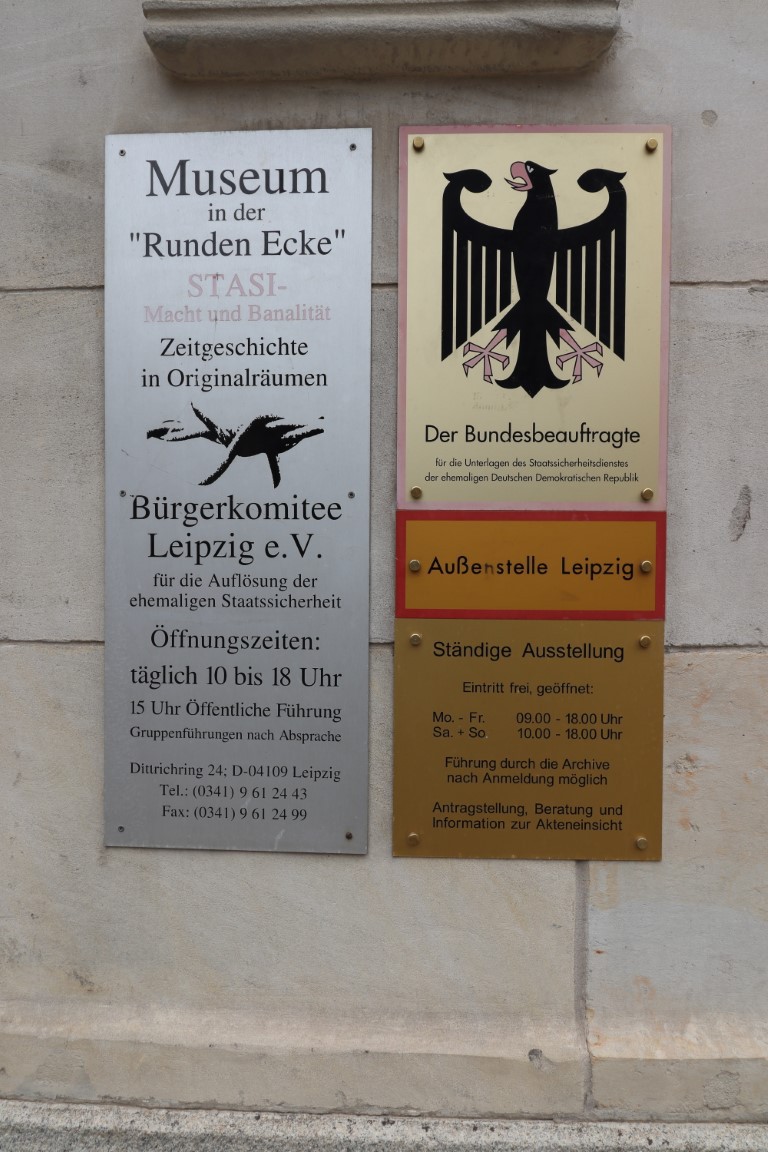 Museum
in der
"Runden Ecke"
STASI-
Macht und Banalität
Zeitgeschichte
in Originalräumen
Bürgerkomitee
Leipzig e.V.
für die Auflösung der
ehemaligen Staatssicherheit
Öffnungszeiten:
täglich 10 bis 18 Uhr
15 Uhr Öffentliche Führung
Gruppenführungen nach Absprache
Dittrichring 24; D-04109 Leipzig
Tel.: (0341) 9 61 24 43
Fax: (0341) 9 61 24 99
Der Bundesbeauftragte
für die Unterlagen des Staatssicherheitsdienstes
der ehemaligen Deutschen Demokratischen Republik
Außenstelle Leipzig
Ständige Ausstellung
Eintritt frei, geöffnet:
Mo. - Fr. 09.00 - 18.00 Uhr
Sa. + So. 10.00 - 18.00 Uhr
Führung durch die Archive
nach Anmeldung möglich
Antragstellung, Beratung und
Information zur Akteneinsicht